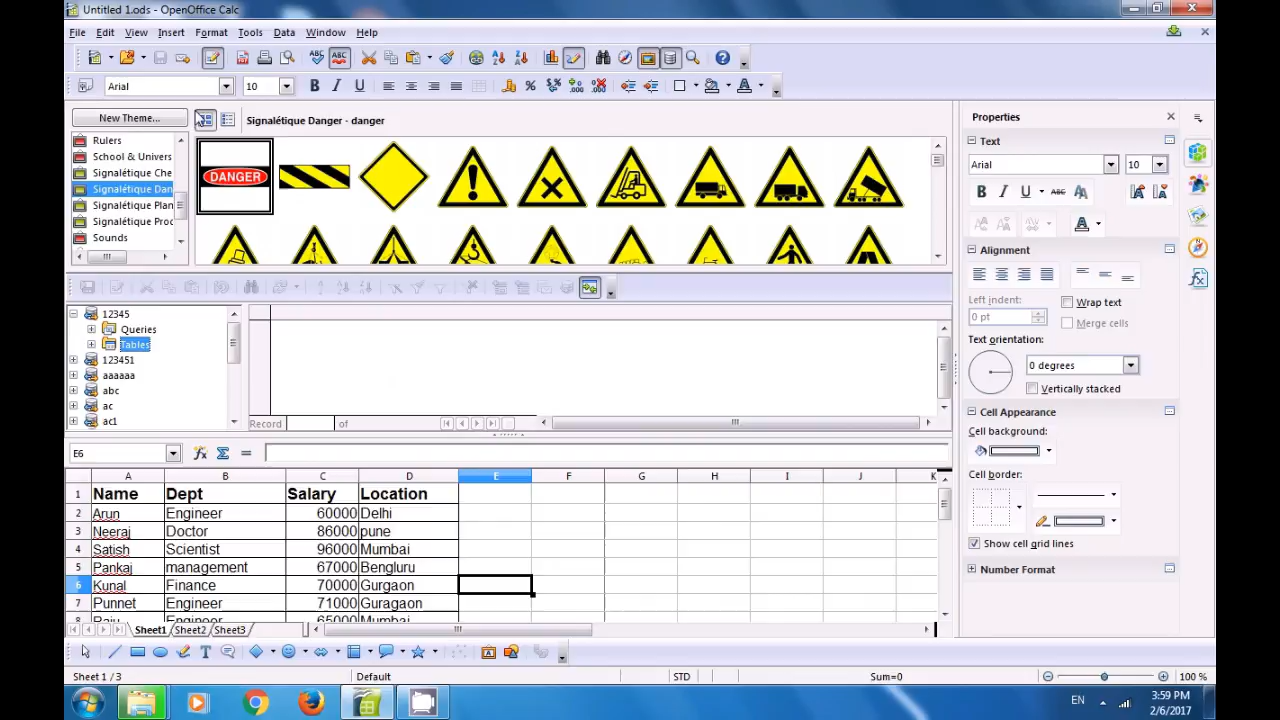 Untitled 1.ods - OpenOffice Calc
File Edit View Insert Format Tools Data Window Help
Arial 10
New Theme... Signalétique Danger - danger
Rulers
School & Univers
Signalétique Che
Signalétique Dan
Signalétique Plan
Signalétique Proc
Sounds
DANGER
Properties
Text
Arial 10
Alignment
Left indent:
0 pt
Wrap text
Merge cells
Text orientation:
0 degrees
Vertically stacked
Cell Appearance
Cell background:
Cell border:
Show cell grid lines
Number Format
12345
Queries
Tables
123451
aaaaaa
abc
ac
ac1
Record of
E6
A B C D E F G H I J K
1 Name Dept Salary Location
2 Arun Engineer 60000 Delhi
3 Neeraj Doctor 86000 pune
4 Satish Scientist 96000 Mumbai
5 Pankaj management 67000 Bengluru
6 Kunal Finance 70000 Gurgaon
7 Punnet Engineer 71000 Guragaon
8 Raju Engineer 65000 Mumbai
Sheet1 Sheet2 Sheet3
Sheet 1 / 3 Default STD Sum=0 100 %
EN 3:59 PM
2/6/2017